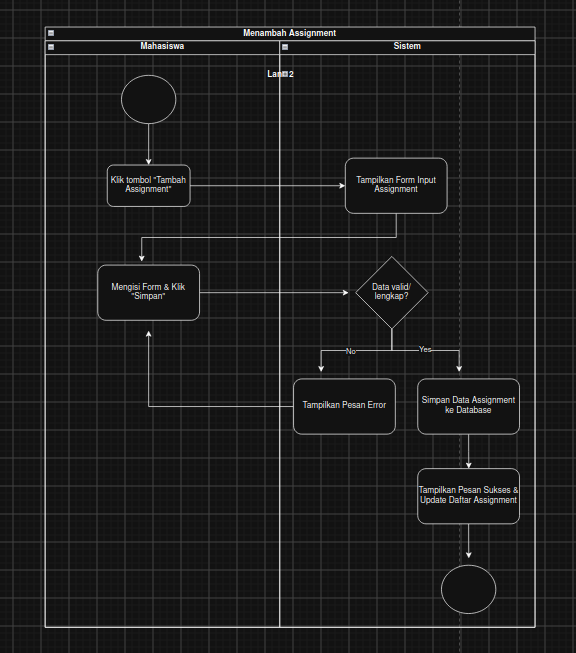 Menambah Assignment
Mahasiswa
Sistem
Klik tombol "Tambah
Assignment"
Tampilkan Form Input
Assignment
Mengisi Form & Klik
"Simpan"
Data valid/
lengkap?
No
Yes
Tampilkan Pesan Error
Simpan Data Assignment
ke Database
Tampilkan Pesan Sukses &
Update Daftar Assignment